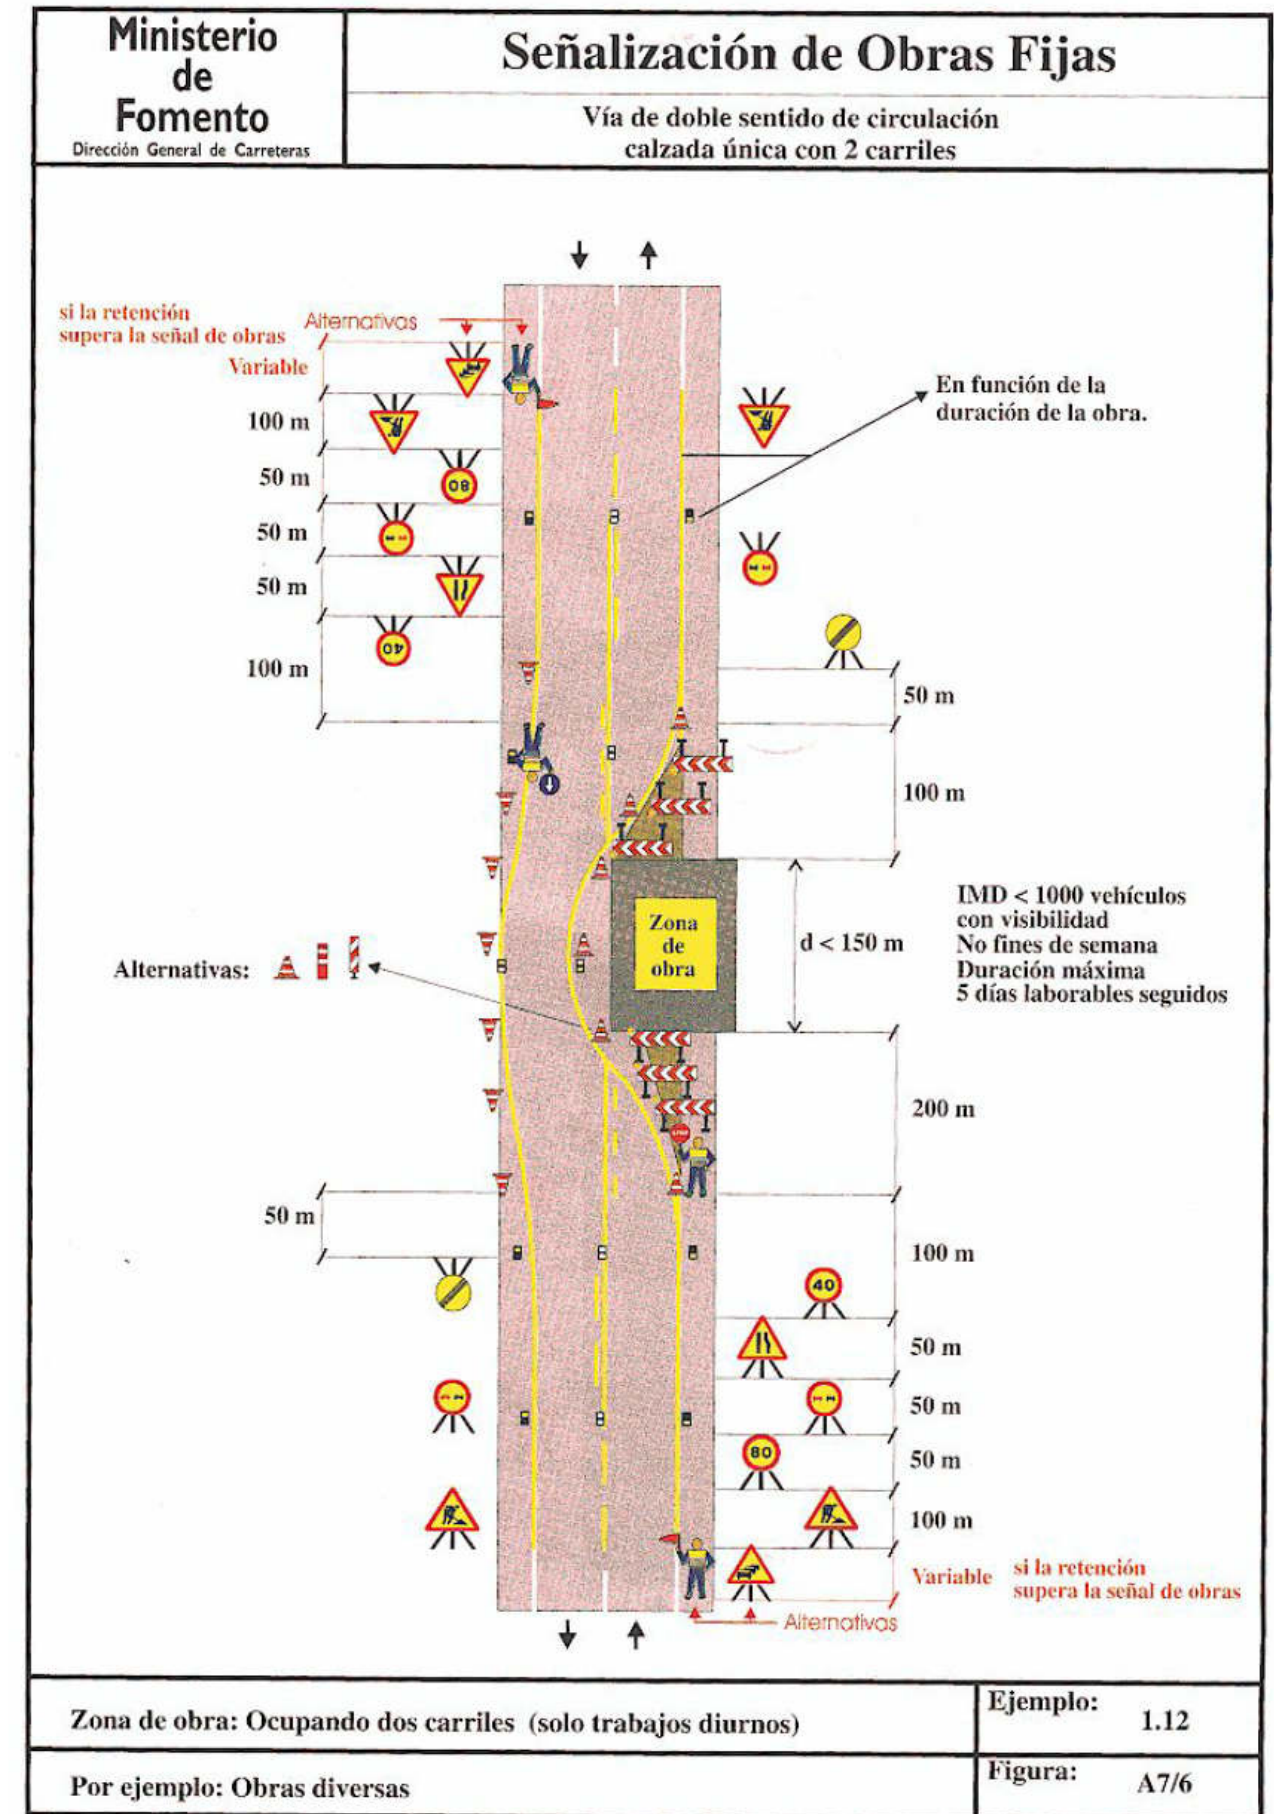 Ministerio
de
Fomento
Dirección General de Carreteras
Señalización de Obras Fijas
Vía de doble sentido de circulación
calzada única con 2 carriles
si la retención
supera la señal de obras
Alternativas
Variable
100 m
50 m
50 m
50 m
100 m
80
40
En función de la
duración de la obra.
50 m
100 m
Zona
de
obra
d < 150 m
IMD < 1000 vehículos
con visibilidad
No fines de semana
Duración máxima
5 días laborables seguidos
Alternativas:
200 m
STOP
50 m
100 m
40
50 m
50 m
80
50 m
100 m
Variable
si la retención
supera la señal de obras
Alternativas
Zona de obra: Ocupando dos carriles (solo trabajos diurnos)
Ejemplo:
1.12
Por ejemplo: Obras diversas
Figura:
A7/6